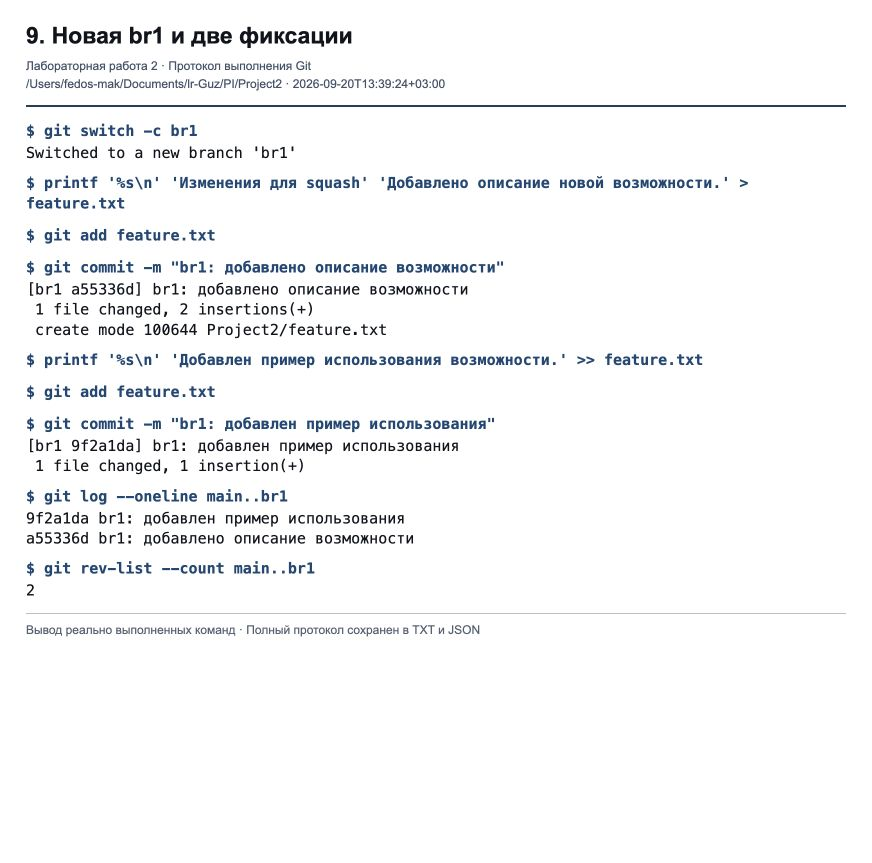 9. Новая br1 и две фиксации
Лабораторная работа 2 · Протокол выполнения Git
/Users/fedos-mak/Documents/Ir-Guz/PI/Project2 · 2026-09-20T13:39:24+03:00
$ git switch -c br1
Switched to a new branch 'br1'
$ printf '%s\n' 'Изменения для squash' 'Добавлено описание новой возможности.' >
feature.txt
$ git add feature.txt
$ git commit -m "br1: добавлено описание возможности"
[br1 a55336d] br1: добавлено описание возможности
 1 file changed, 2 insertions(+)
 create mode 100644 Project2/feature.txt
$ printf '%s\n' 'Добавлен пример использования возможности.' >> feature.txt
$ git add feature.txt
$ git commit -m "br1: добавлен пример использования"
[br1 9f2a1da] br1: добавлен пример использования
 1 file changed, 1 insertion(+)
$ git log --oneline main..br1
9f2a1da br1: добавлен пример использования
a55336d br1: добавлено описание возможности
$ git rev-list --count main..br1
2
Вывод реально выполненных команд · Полный протокол сохранен в TXT и JSON